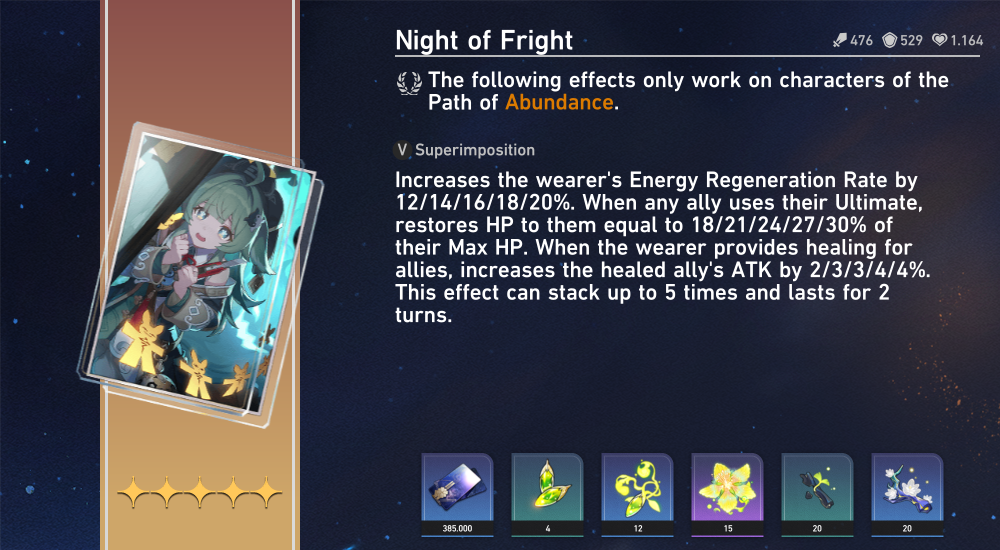 Night of Fright
476 529 1.164
The following effects only work on characters of the
Path of Abundance.
V Superimposition
Increases the wearer's Energy Regeneration Rate by
12/14/16/18/20%. When any ally uses their Ultimate,
restores HP to them equal to 18/21/24/27/30% of
their Max HP. When the wearer provides healing for
allies, increases the healed ally's ATK by 2/3/3/4/4%.
This effect can stack up to 5 times and lasts for 2
turns.
385.000 4 12 15 20 20